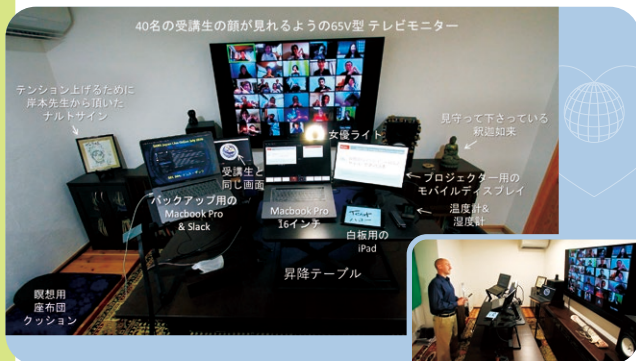 40名の受講生の顔が見れるようの65V型 テレビモニター
テンション上げるために
岸本先生から頂いた
ナルトサイン
女優ライト
見守って下さっている
釈迦如来
受講生と
同じ画面
バックアップ用の
Macbook Pro
& Slack
Macbook Pro
16インチ
プロジェクター用の
モバイルディスプレイ
白板用の
iPad
温度計&
湿度計
昇降テーブル
瞑想用
座布団
クッション